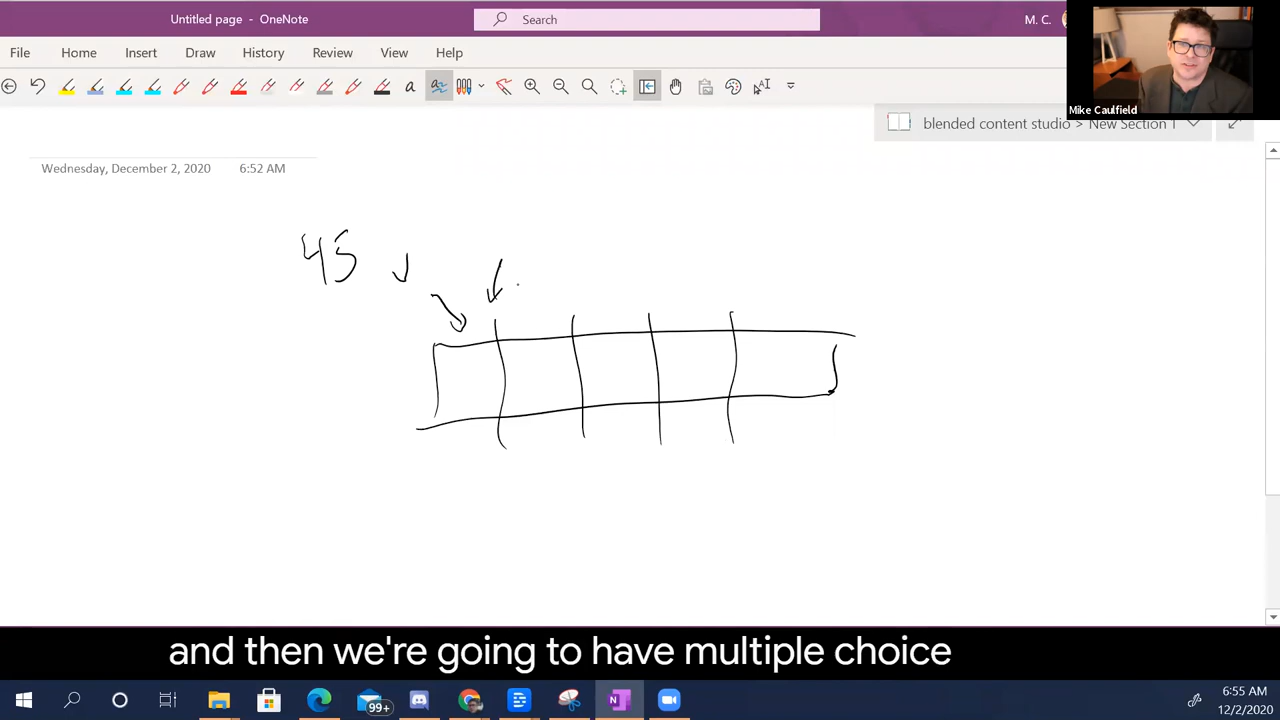 Untitled page - OneNote
Search
M. C.
File Home Insert Draw History Review View Help
Mike Caulfield
blended content studio > New Section 1
Wednesday, December 2, 2020 6:52 AM
45
and then we're going to have multiple choice
99+
6:55 AM
12/2/2020